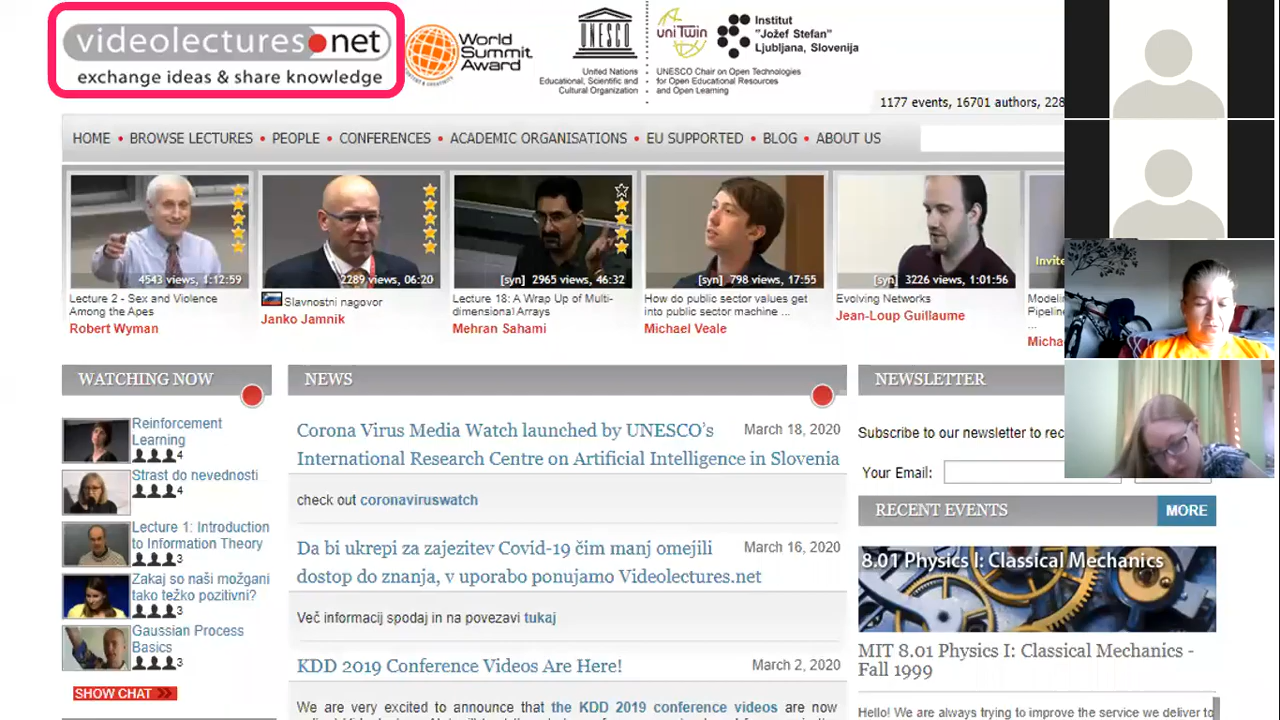 videolectures.net
exchange ideas & share knowledge
World
Summit
Award
UNESCO
United Nations
Educational, Scientific and
Cultural Organization
uniTwin
UNESCO Chair on Open Technologies
for Open Educational Resources
and Open Learning
Institut
"Jožef Stefan"
Ljubljana, Slovenija
1177 events, 16701 authors, 228
HOME • BROWSE LECTURES • PEOPLE • CONFERENCES • ACADEMIC ORGANISATIONS • EU SUPPORTED • BLOG • ABOUT US
4543 views, 1:12:59
Lecture 2 - Sex and Violence
Among the Apes
Robert Wyman
2289 views, 06:20
Slavnostni nagovor
Janko Jamnik
[syn] 2965 views, 46:32
Lecture 18: A Wrap Up of Multi-
dimensional Arrays
Mehran Sahami
[syn] 798 views, 17:55
How do public sector values get
into public sector machine ...
Michael Veale
[syn] 3226 views, 1:01:56
Evolving Networks
Jean-Loup Guillaume
Invite
Modelin
Pipelin
...
Micha
WATCHING NOW
Reinforcement
Learning
4
Strast do nevednosti
4
Lecture 1: Introduction
to Information Theory
3
Zakaj so naši možgani
tako težko pozitivni?
3
Gaussian Process
Basics
3
SHOW CHAT
NEWS
Corona Virus Media Watch launched by UNESCO's
International Research Centre on Artificial Intelligence in Slovenia
March 18, 2020
check out coronaviruswatch
Da bi ukrepi za zajezitev Covid-19 čim manj omejili
dostop do znanja, v uporabo ponujamo Videolectures.net
March 16, 2020
Več informacij spodaj in na povezavi tukaj
KDD 2019 Conference Videos Are Here!
March 2, 2020
We are very excited to announce that the KDD 2019 conference videos are now
NEWSLETTER
Subscribe to our newsletter to rec
Your Email:
RECENT EVENTS
MORE
8.01 Physics I: Classical Mechanics
MIT 8.01 Physics I: Classical Mechanics -
Fall 1999
Hello! We are always trying to improve the service we deliver to